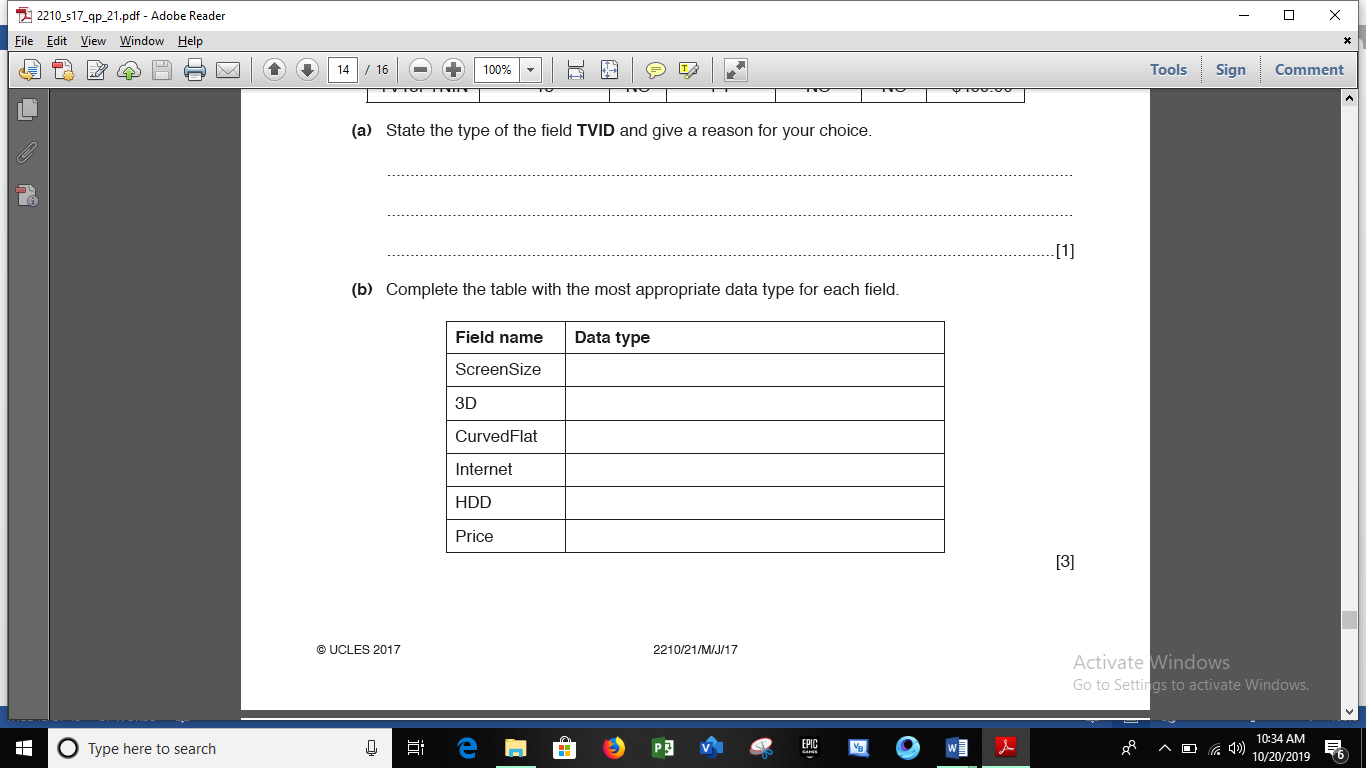 2210_s17_qp_21.pdf - Adobe Reader
File Edit View Window Help
14 / 16 100% Tools Sign Comment
(a) State the type of the field TVID and give a reason for your choice.
[1]
(b) Complete the table with the most appropriate data type for each field.
Field name Data type
ScreenSize
3D
CurvedFlat
Internet
HDD
Price
[3]
© UCLES 2017 2210/21/M/J/17
Activate Windows
Go to Settings to activate Windows.
Type here to search
10:34 AM
10/20/2019
6